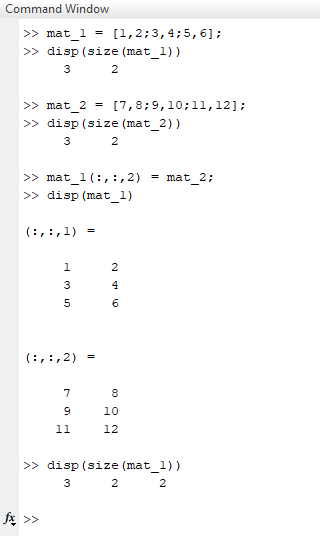 Command Window
>> mat_1 = [1,2;3,4;5,6];
>> disp(size(mat_1))
3 2
>> mat_2 = [7,8;9,10;11,12];
>> disp(size(mat_2))
3 2
>> mat_1(:,:,2) = mat_2;
>> disp(mat_1)
(:,:,1) =
1 2
3 4
5 6
(:,:,2) =
7 8
9 10
11 12
>> disp(size(mat_1))
3 2 2
fx >>